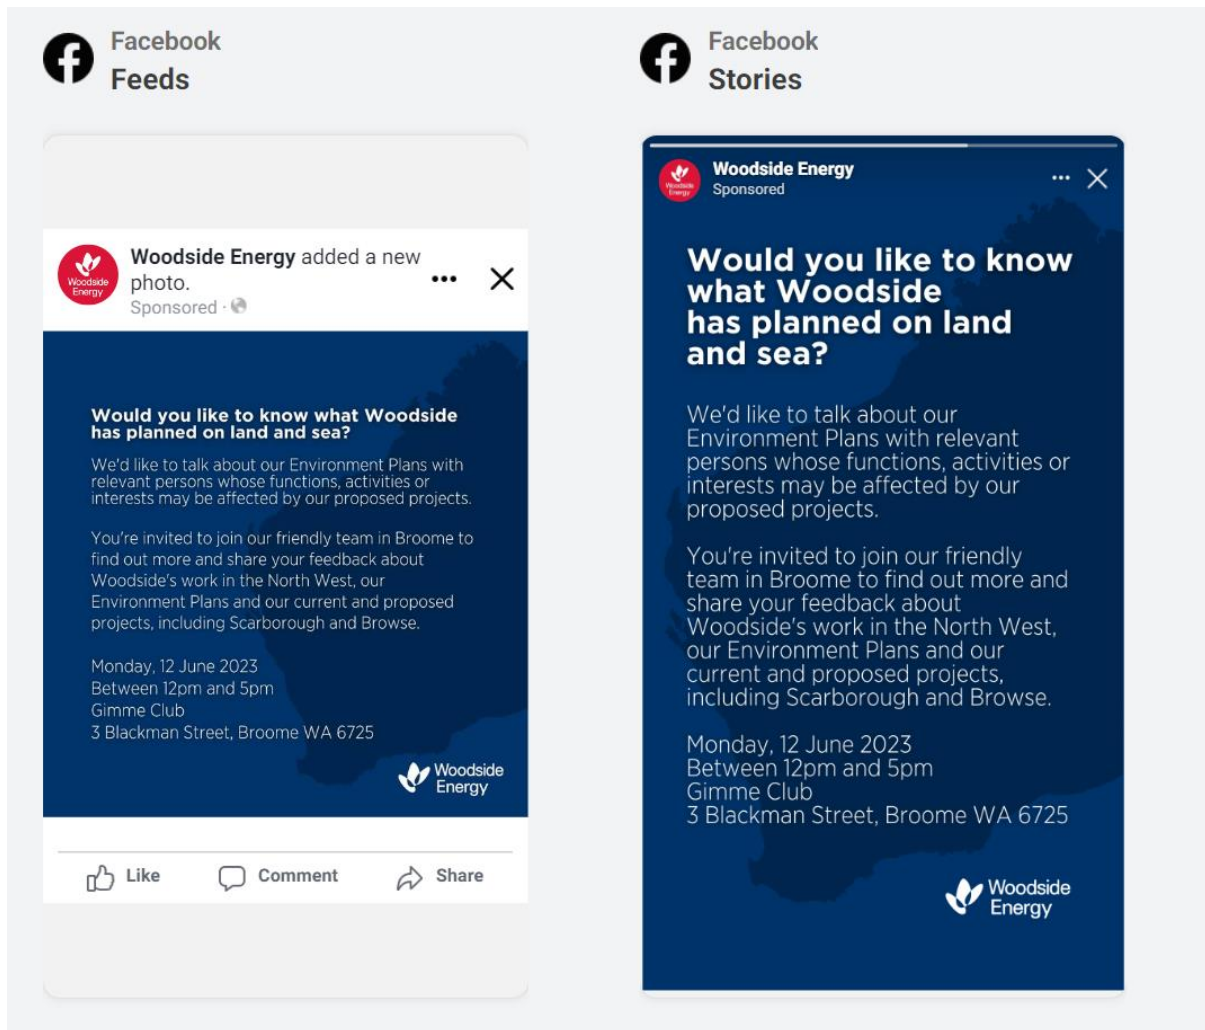 Facebook
Feeds
Woodside
Energy
Woodside Energy added a new
photo.
Sponsored ·
Would you like to know what Woodside
has planned on land and sea?
We'd like to talk about our Environment Plans with
relevant persons whose functions, activities or
interests may be affected by our proposed projects.
You're invited to join our friendly team in Broome to
find out more and share your feedback about
Woodside's work in the North West, our
Environment Plans and our current and proposed
projects, including Scarborough and Browse.
Monday, 12 June 2023
Between 12pm and 5pm
Gimme Club
3 Blackman Street, Broome WA 6725
Woodside
Energy
Like
Comment
Share
Facebook
Stories
Woodside
Energy
Woodside Energy
Sponsored
Would you like to know
what Woodside
has planned on land
and sea?
We'd like to talk about our
Environment Plans with relevant
persons whose functions, activities or
interests may be affected by our
proposed projects.
You're invited to join our friendly
team in Broome to find out more and
share your feedback about
Woodside's work in the North West,
our Environment Plans and our
current and proposed projects,
including Scarborough and Browse.
Monday, 12 June 2023
Between 12pm and 5pm
Gimme Club
3 Blackman Street, Broome WA 6725
Woodside
Energy